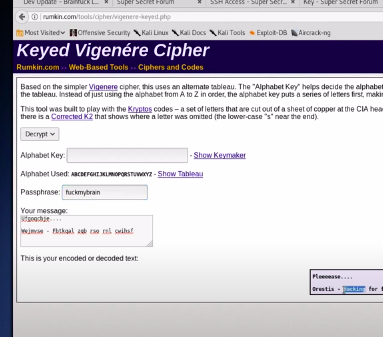 Dev Update - Brainfuck L... × Super Secret Forum × SSH Access - Super Secr... × Key - Super Secret Forum
rumkin.com/tools/cipher/vigenere-keyed.php
Most Visited Offensive Security Kali Linux Kali Docs Kali Tools Exploit-DB Aircrack-ng
Keyed Vigenére Cipher
Rumkin.com -- Web-Based Tools -- Ciphers and Codes
Based on the simpler Vigenere cipher, this uses an alternate table. The "Alphabet Key" helps decide the alphabet
the tableau. Instead of just using the alphabet from A to Z in order, the alphabet key puts a series of letters first, maki
This tool was built to play with the Kryptos codes – a set of letters that are cut out of a sheet of copper at the CIA head
there is a Corrected K2 that shows where a letter was omitted (the lower-case "s" near the end).
Decrypt
Alphabet Key: - Show Keymaker
Alphabet Used: ABCDEFGHIJKLMNOPQRSTUVWXYZ - Show Tableau
Passphrase: fuckmybrain
Your message:
Ufgoqcbje....
Wejmvse - Fbtkqal zqb rso rnl cwihsf
This is your encoded or decoded text:
Ploeoease....
Orestis - Hacking for f